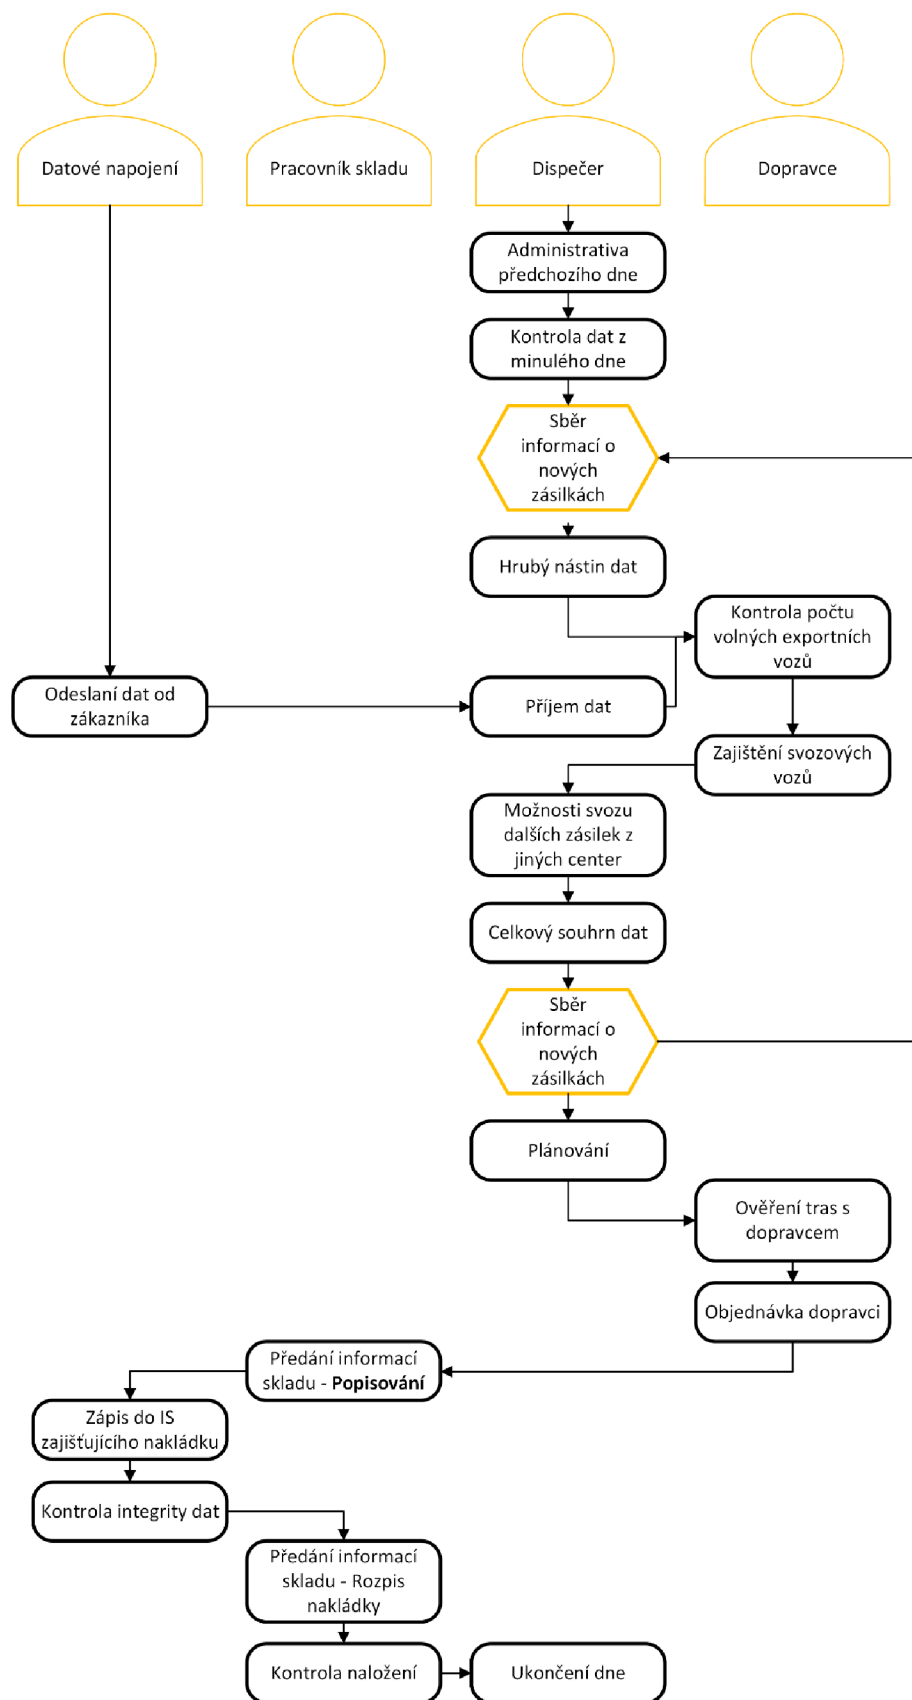 Datové napojení
Pracovník skladu
Dispečer
Dopravce
Administrativa
předchozího dne
Kontrola dat z
minulého dne
Sběr
informací o
nových
zásilkách
Hrubý nástin dat
Kontrola počtu
volných exportních
vozů
Odeslaní dat od
zákazníka
Příjem dat
Zajištění svozových
vozů
Možnosti svozu
dalších zásilek z
jiných center
Celkový souhrn dat
Sběr
informací o
nových
zásilkách
Plánování
Ověření tras s
dopravcem
Objednávka dopravci
Předání informací
skladu - Popisování
Zápis do IS
zajišťujícího nakládku
Kontrola integrity dat
Předání informací
skladu - Rozpis
nakládky
Kontrola naložení
Ukončení dne